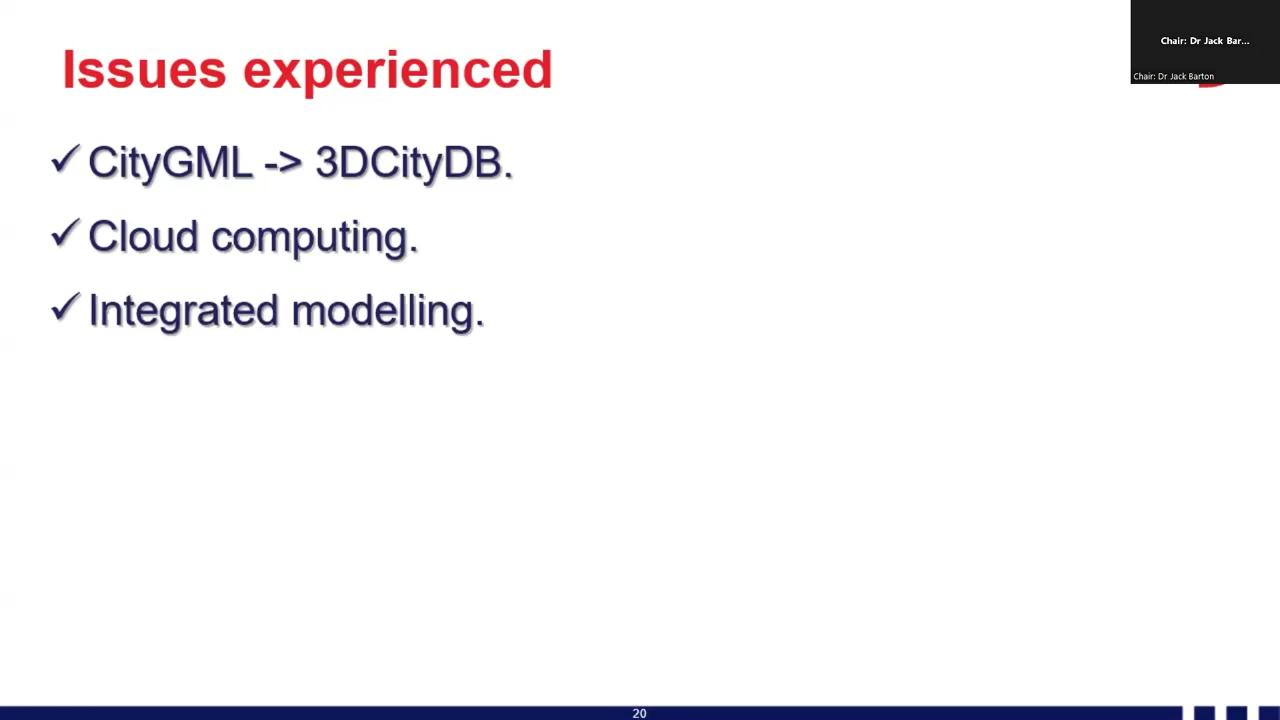 Issues experienced
Chair: Dr Jack Bar...
Chair: Dr Jack Barton
✓ CityGML -> 3DCityDB.
✓ Cloud computing.
✓ Integrated modelling.
20